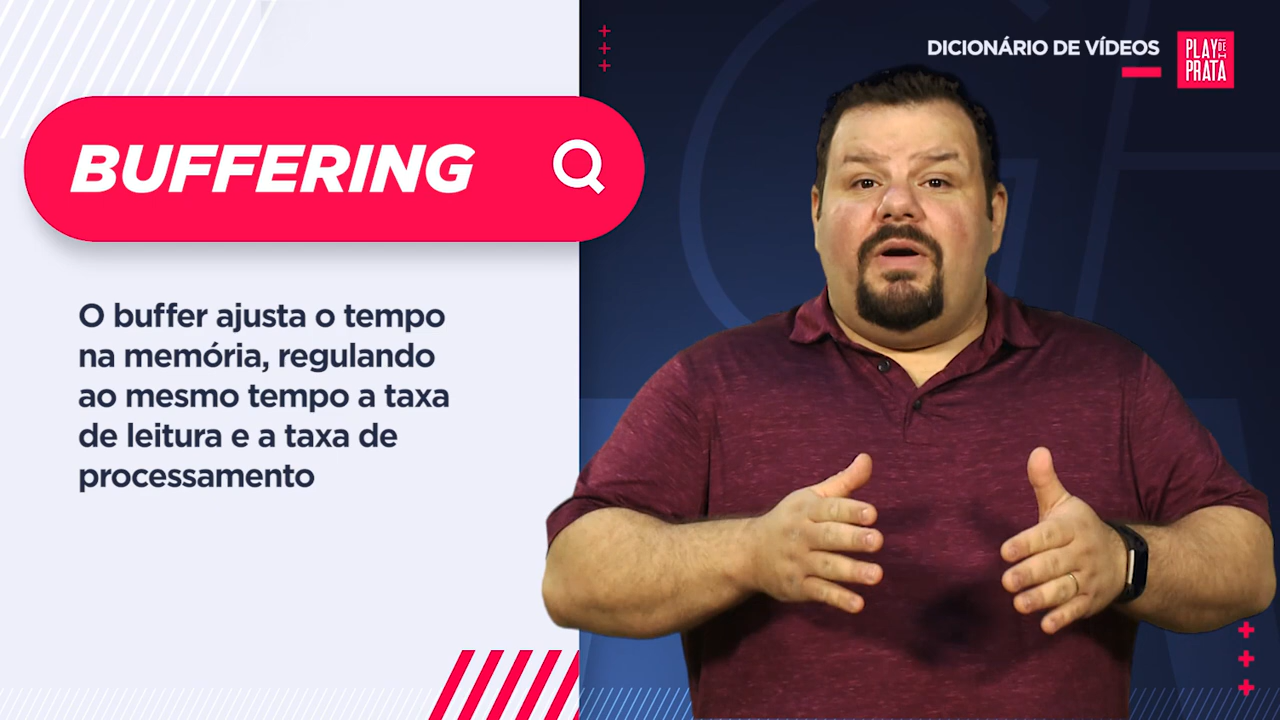 DICIONÁRIO DE VÍDEOS
PLAY DE PRATA
BUFFERING
O buffer ajusta o tempo
na memória, regulando
ao mesmo tempo a taxa
de leitura e a taxa de
processamento